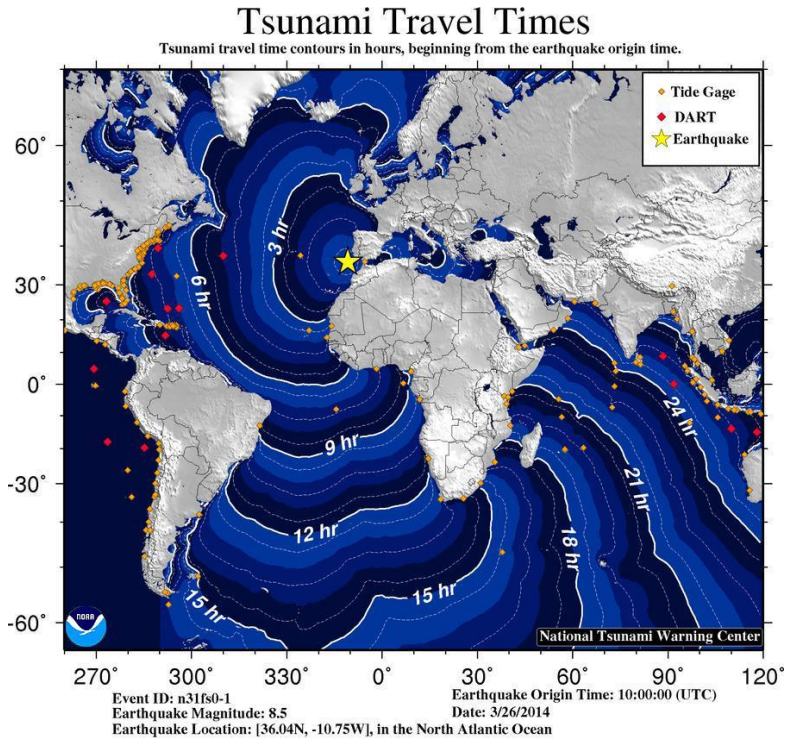 Tsunami Travel Times
Tsunami travel time contours in hours, beginning from the earthquake origin time.
Tide Gage
DART
Earthquake
60°
30°
0°
-30°
-60°
3 hr
6 hr
9 hr
12 hr
15 hr
15 hr
18 hr
21 hr
24 hr
NOAA
National Tsunami Warning Center
270° 300° 330° 0° 30° 60° 90° 120°
Event ID: n31fs0-1
Earthquake Magnitude: 8.5
Earthquake Location: [36.04N, -10.75W], in the North Atlantic Ocean
Earthquake Origin Time: 10:00:00 (UTC)
Date: 3/26/2014